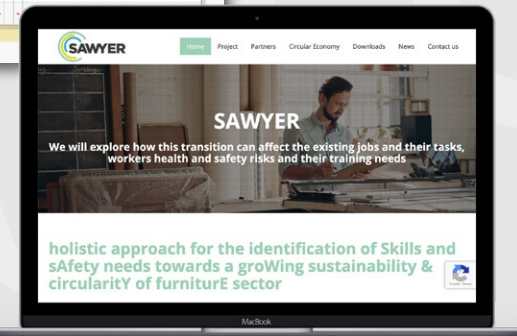 SAWYER
Home Project Partners Circular Economy Downloads News Contact us
SAWYER
We will explore how this transition can affect the existing jobs and their tasks,
workers health and safety risks and their training needs
holistic approach for the identification of Skills and
sAfety needs towards a groWing sustainability &
circularitY of furniturE sector
MacBook